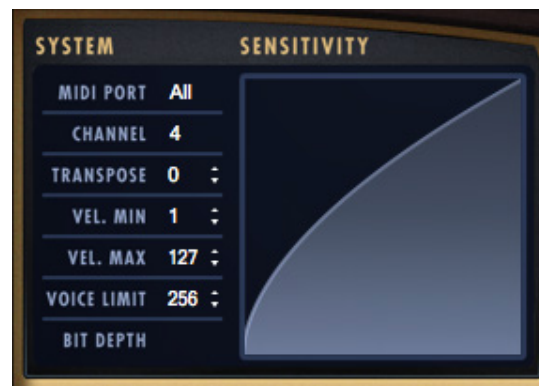 SYSTEM
SENSITIVITY
MIDI PORT All
CHANNEL 4
TRANSPOSE 0
VEL. MIN 1
VEL. MAX 127
VOICE LIMIT 256
BIT DEPTH